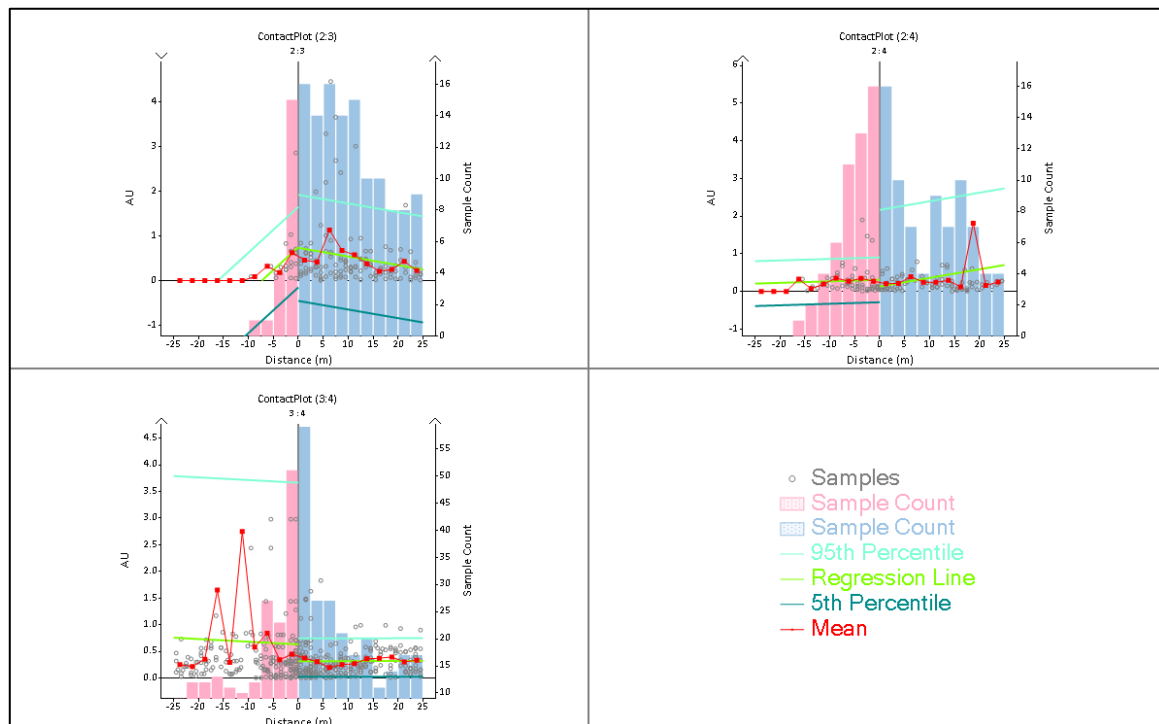 ContactPlot (2:3)
2:3
4
3
2
1
0
-1
AU
16
14
12
10
8
6
4
2
0
Sample Count
-25 -20 -15 -10 -5 0 5 10 15 20 25
Distance (m)
ContactPlot (2:4)
2:4
6
5
4
3
2
1
0
-1
AU
16
14
12
10
8
6
4
2
0
Sample Count
-25 -20 -15 -10 -5 0 5 10 15 20 25
Distance (m)
ContactPlot (3:4)
3:4
4.5
4.0
3.5
3.0
2.5
2.0
1.5
1.0
0.5
0.0
AU
55
50
45
40
35
30
25
20
15
10
Sample Count
-25 -20 -15 -10 -5 0 5 10 15 20 25
Distance (m)
Samples
Sample Count
Sample Count
95th Percentile
Regression Line
5th Percentile
Mean